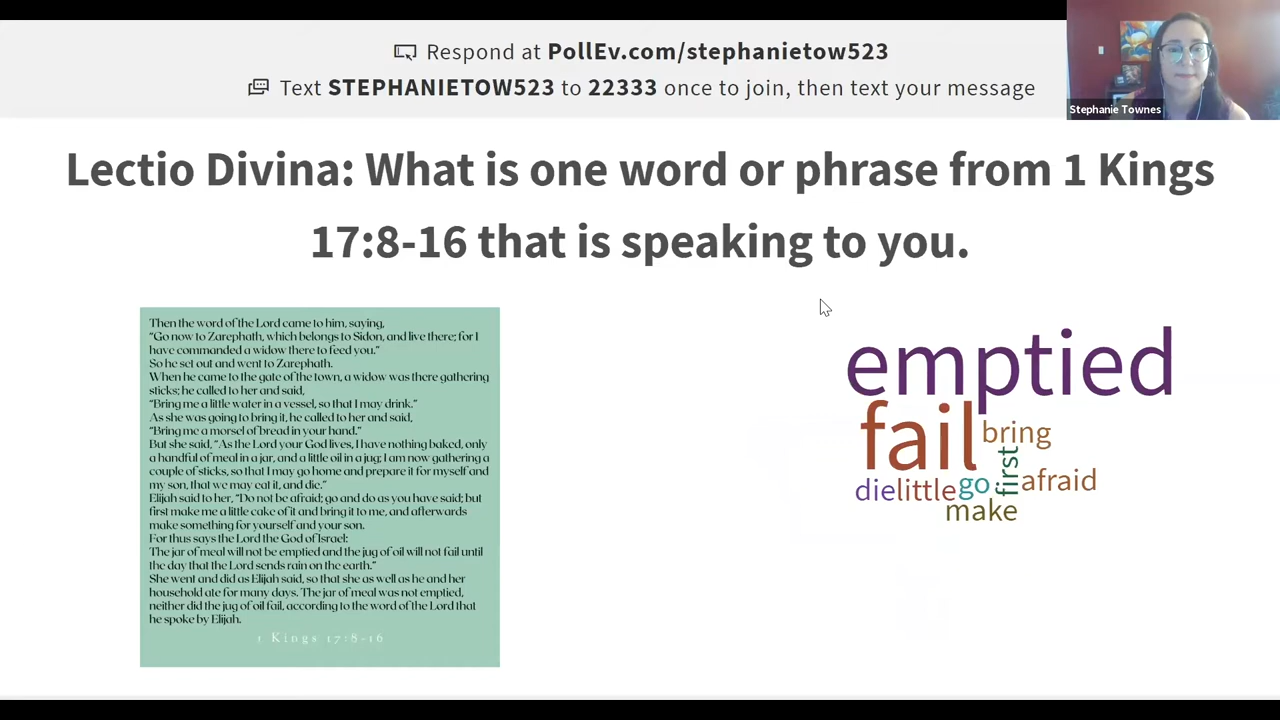 Respond at PollEv.com/stephanietow523
Text STEPHANIETOW523 to 22333 once to join, then text your message
Stephanie Townes
Lectio Divina: What is one word or phrase from 1 Kings
17:8-16 that is speaking to you.
Then the word of the Lord came to him, saying,
“Go now to Zarephath, which belongs to Sidon, and live there; for I
have commanded a widow there to feed you.”
So he set out and went to Zarephath.
When he came to the gate of the town, a widow was there gathering
sticks; he called to her and said,
“Bring me a little water in a vessel, so that I may drink.”
As she was going to bring it, he called to her and said,
“Bring me a morsel of bread in your hand.”
But she said, “As the Lord your God lives, I have nothing baked, only
a handful of meal in a jar, and a little oil in a jug; I am now gathering a
couple of sticks, so that I may go home and prepare it for myself and
my son, that we may eat it, and die.”
Elijah said to her, “Do not be afraid; go and do as you have said; but
first make me a little cake of it and bring it to me, and afterwards
make something for yourself and your son.
For thus says the Lord the God of Israel:
The jar of meal will not be emptied and the jug of oil will not fail until
the day that the Lord sends rain on the earth.”
She went and did as Elijah said, so that she as well as he and her
household ate for many days. The jar of meal was not emptied,
neither did the jug of oil fail, according to the word of the Lord that
he spoke by Elijah.
1 Kings 17:8-16
emptied
fail
bring
first
afraid
die
little
go
make